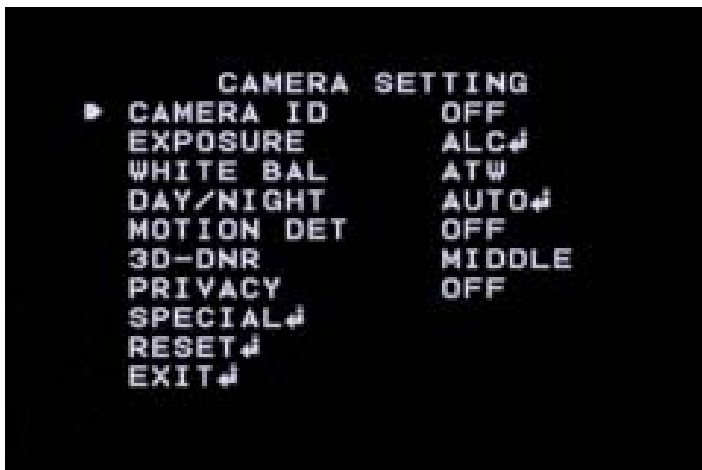 CAMERA SETTING
CAMERA ID OFF
EXPOSURE ALC↲
WHITE BAL ATW
DAY/NIGHT AUTO↲
MOTION DET OFF
3D-DNR MIDDLE
PRIVACY OFF
SPECIAL↲
RESET↲
EXIT↲